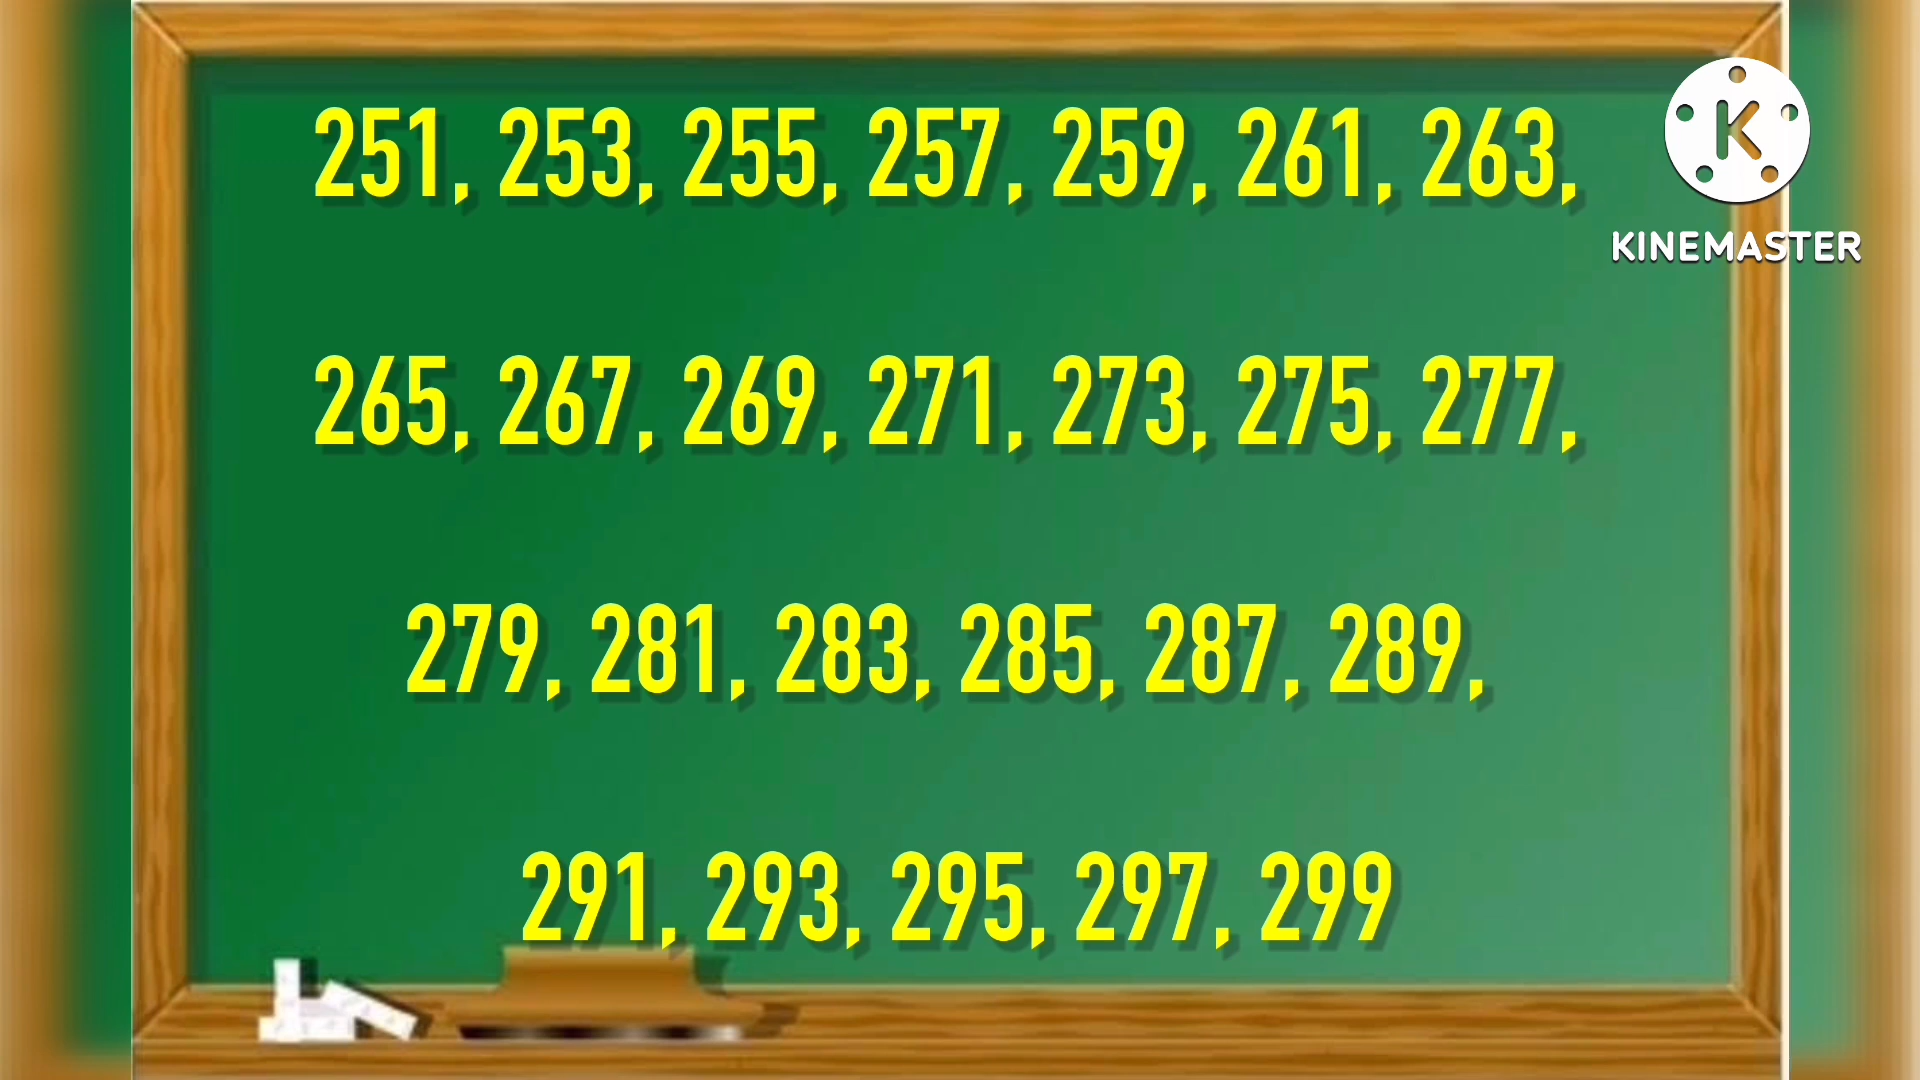 251, 253, 255, 257, 259, 261, 263,
KINEMASTER
265, 267, 269, 271, 273, 275, 277,
279, 281, 283, 285, 287, 289,
291, 293, 295, 297, 299